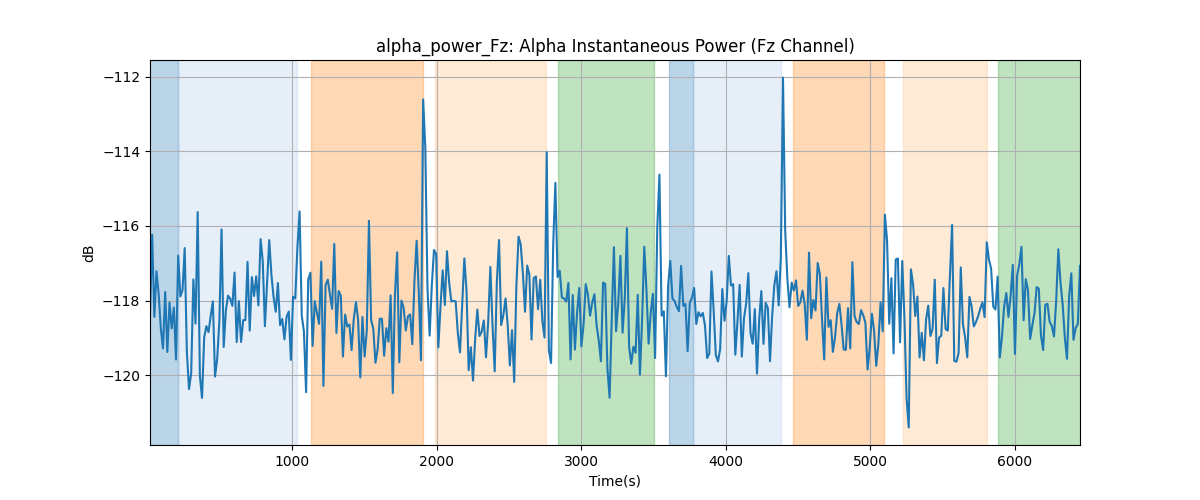 alpha_power_Fz: Alpha Instantaneous Power (Fz Channel)
−112
−114
−116
−118
−120
dB
1000 2000 3000 4000 5000 6000
Time(s)